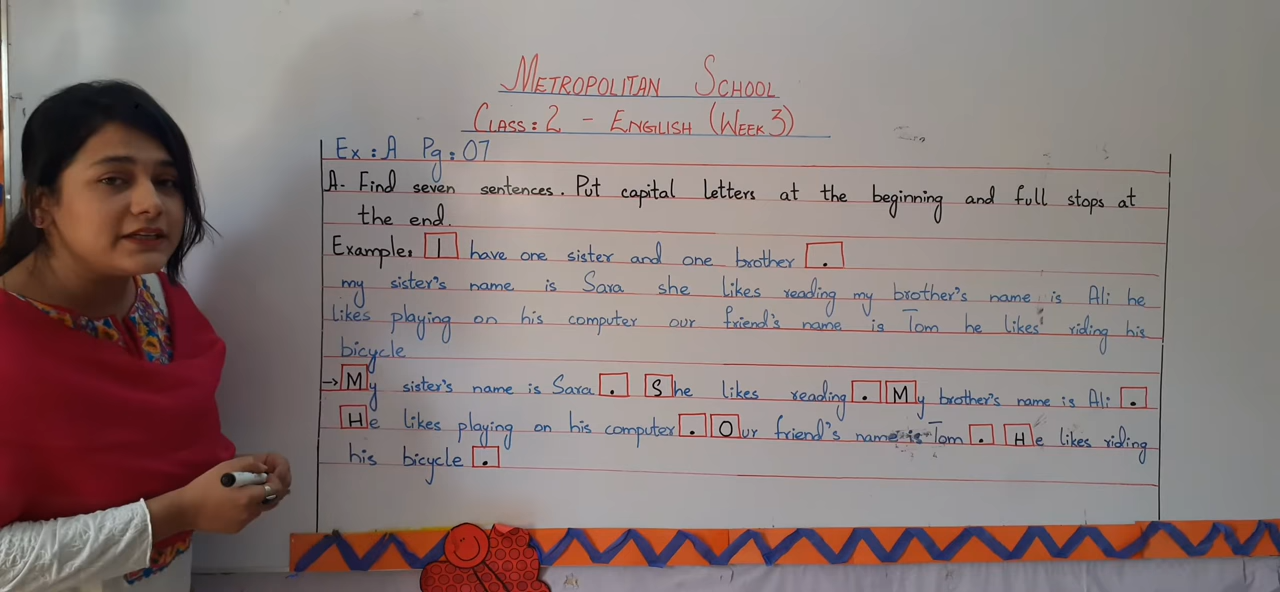 METROPOLITAN SCHOOL
CLASS: 2 - ENGLISH (WEEK 3)
Ex: A Pg: 07
A. Find seven sentences. Put capital letters at the beginning and full stops at
the end.
Example: I have one sister and one brother .
my sister's name is Sara she likes reading my brother's name is Ali he
likes playing on his computer our friend's name is Tom he likes riding his
bicycle
→ My sister's name is Sara . She likes reading . My brother's name is Ali .
He likes playing on his computer . Our friend's name is Tom . He likes riding
his bicycle .